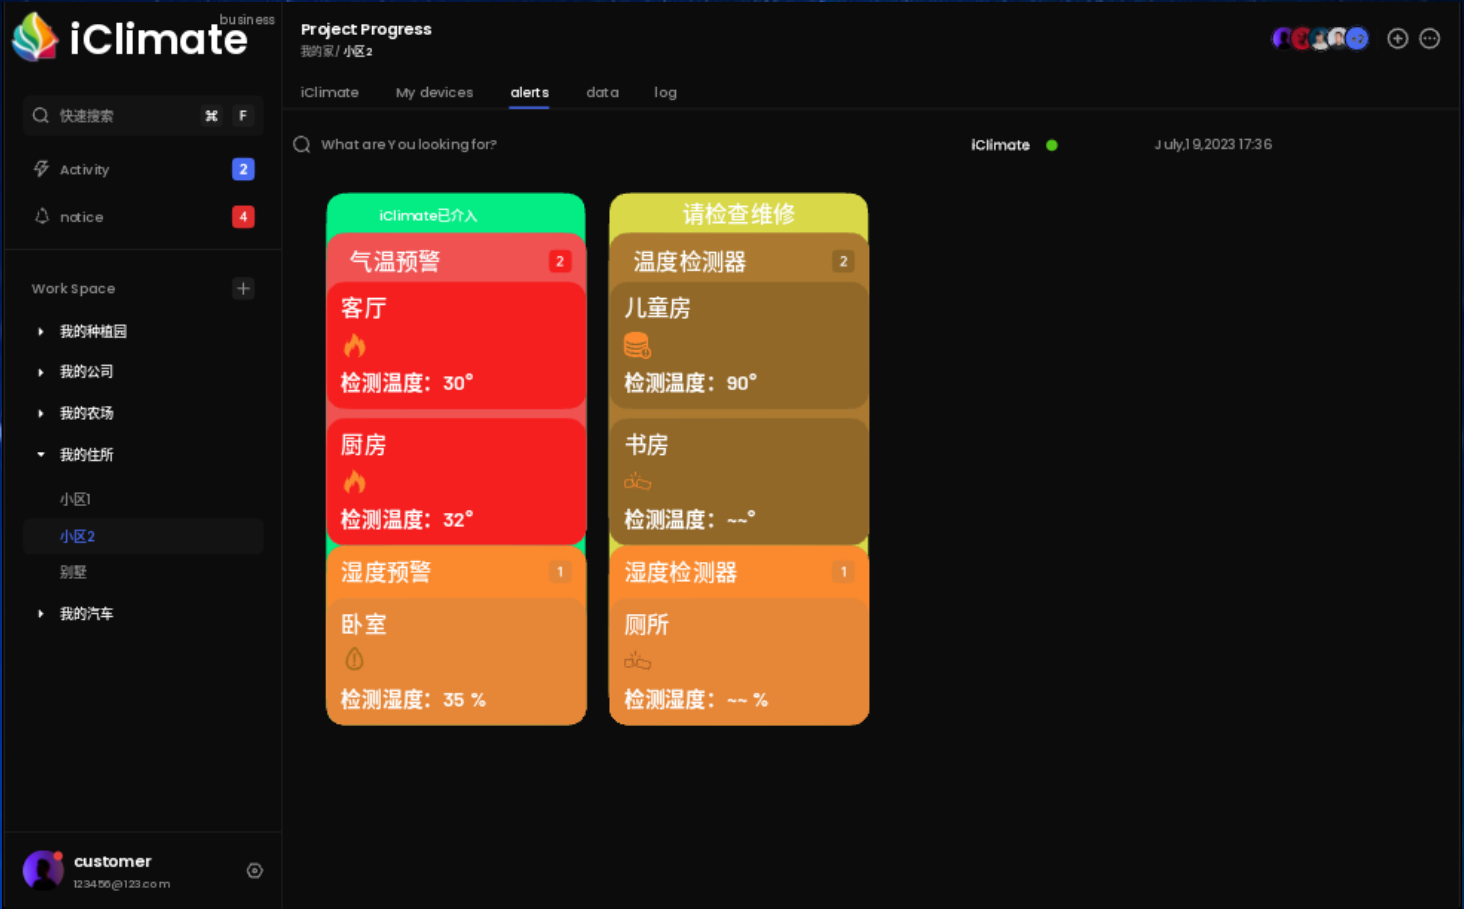 iClimate
business
快速搜索
⌘ F
Activity 2
notice 4
Work Space +
我的种植园
我的公司
我的农场
我的住所
小区1
小区2
别墅
我的汽车
customer
123456@123.com
Project Progress
我的家/ 小区2
+2
iClimate My devices alerts data log
What are You looking for?
iClimate
July,19,2023 17:36
iClimate已介入
气温预警 2
客厅
检测温度：30°
厨房
检测温度：32°
湿度预警 1
卧室
检测湿度：35 %
请检查维修
温度检测器 2
儿童房
检测温度：90°
书房
检测温度：~~°
湿度检测器 1
厕所
检测湿度：~~ %